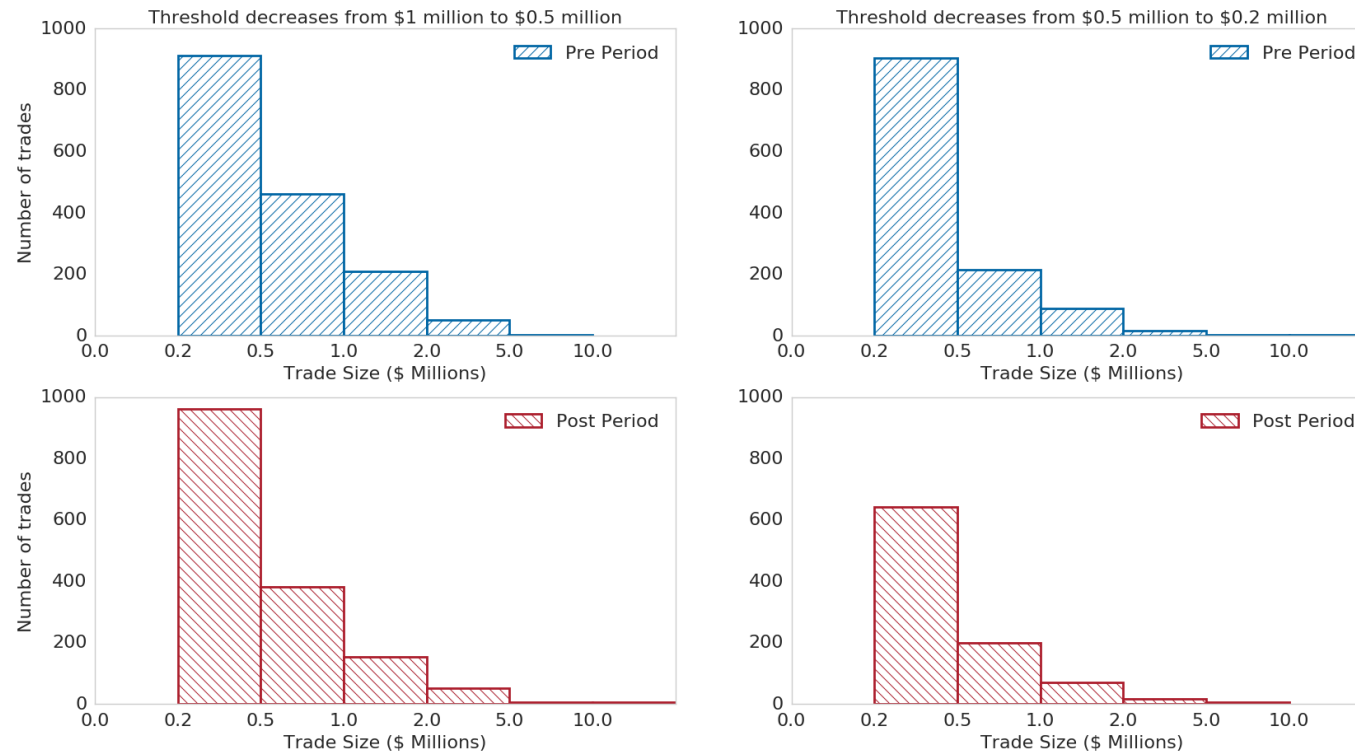 Threshold decreases from $1 million to $0.5 million
Number of trades
1000
800
600
400
200
0
Pre Period
0.0 0.2 0.5 1.0 2.0 5.0 10.0
Trade Size ($ Millions)
Threshold decreases from $0.5 million to $0.2 million
1000
800
600
400
200
0
Pre Period
0.0 0.2 0.5 1.0 2.0 5.0 10.0
Trade Size ($ Millions)
Number of trades
1000
800
600
400
200
0
Post Period
0.0 0.2 0.5 1.0 2.0 5.0 10.0
Trade Size ($ Millions)
1000
800
600
400
200
0
Post Period
0.0 0.2 0.5 1.0 2.0 5.0 10.0
Trade Size ($ Millions)